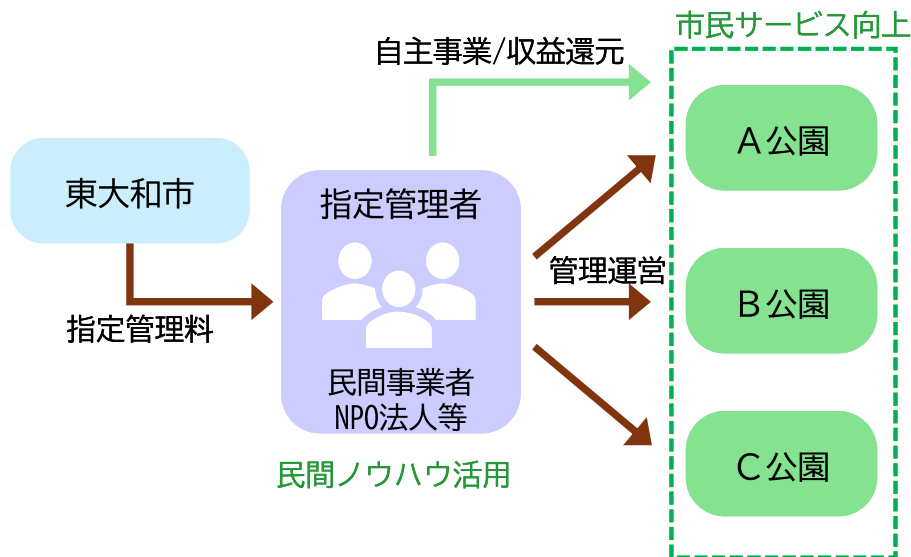 市民サービス向上
自主事業/収益還元
Ａ公園
東大和市
指定管理者
管理運営
Ｂ公園
指定管理料
民間事業者
NPO法人等
Ｃ公園
民間ノウハウ活用